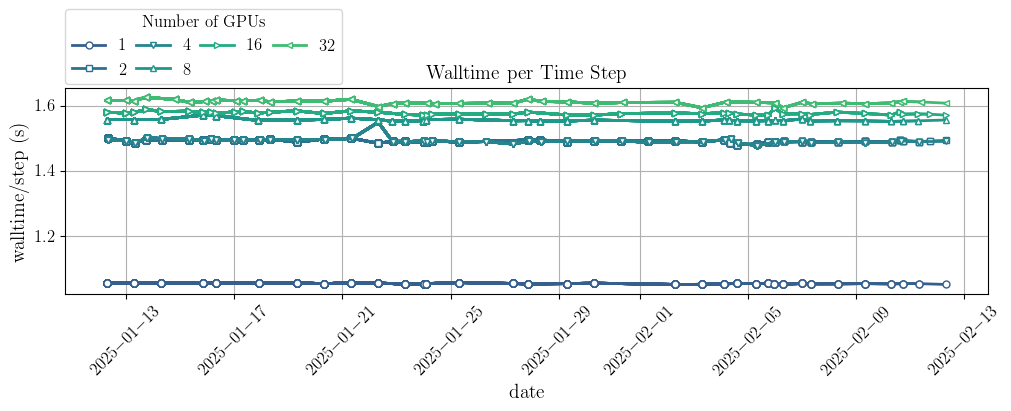 Number of GPUs
1 4 16 32
2 8
Walltime per Time Step
walltime/step (s)
1.6
1.4
1.2
2025−01−13 2025−01−17 2025−01−21 2025−01−25 2025−01−29 2025−02−01 2025−02−05 2025−02−09 2025−02−13
date